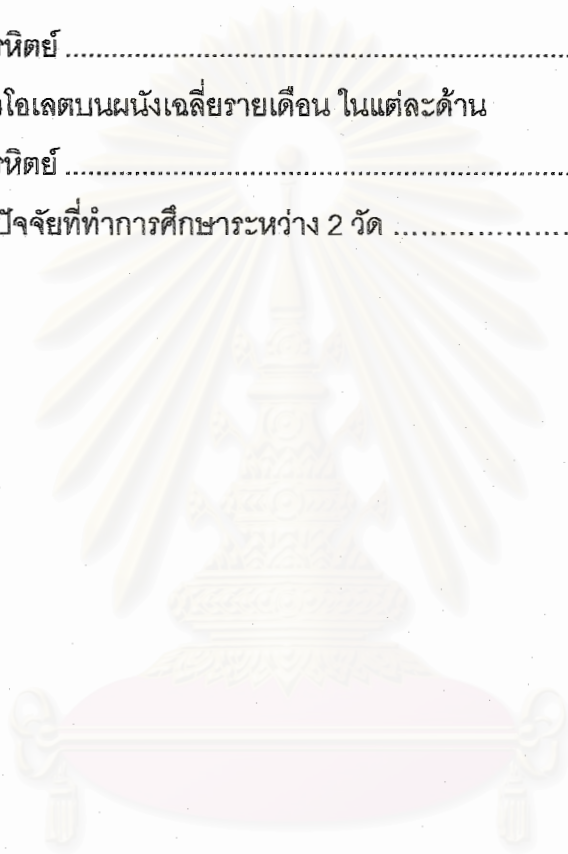 รหิตย์ ........................................................................
วโอเลตบนผนังเฉลี่ยรายเดือน ในแต่ละด้าน
รหิตย์ ........................................................................
ปัจจัยที่ทำการศึกษาระหว่าง 2 วัด ......................